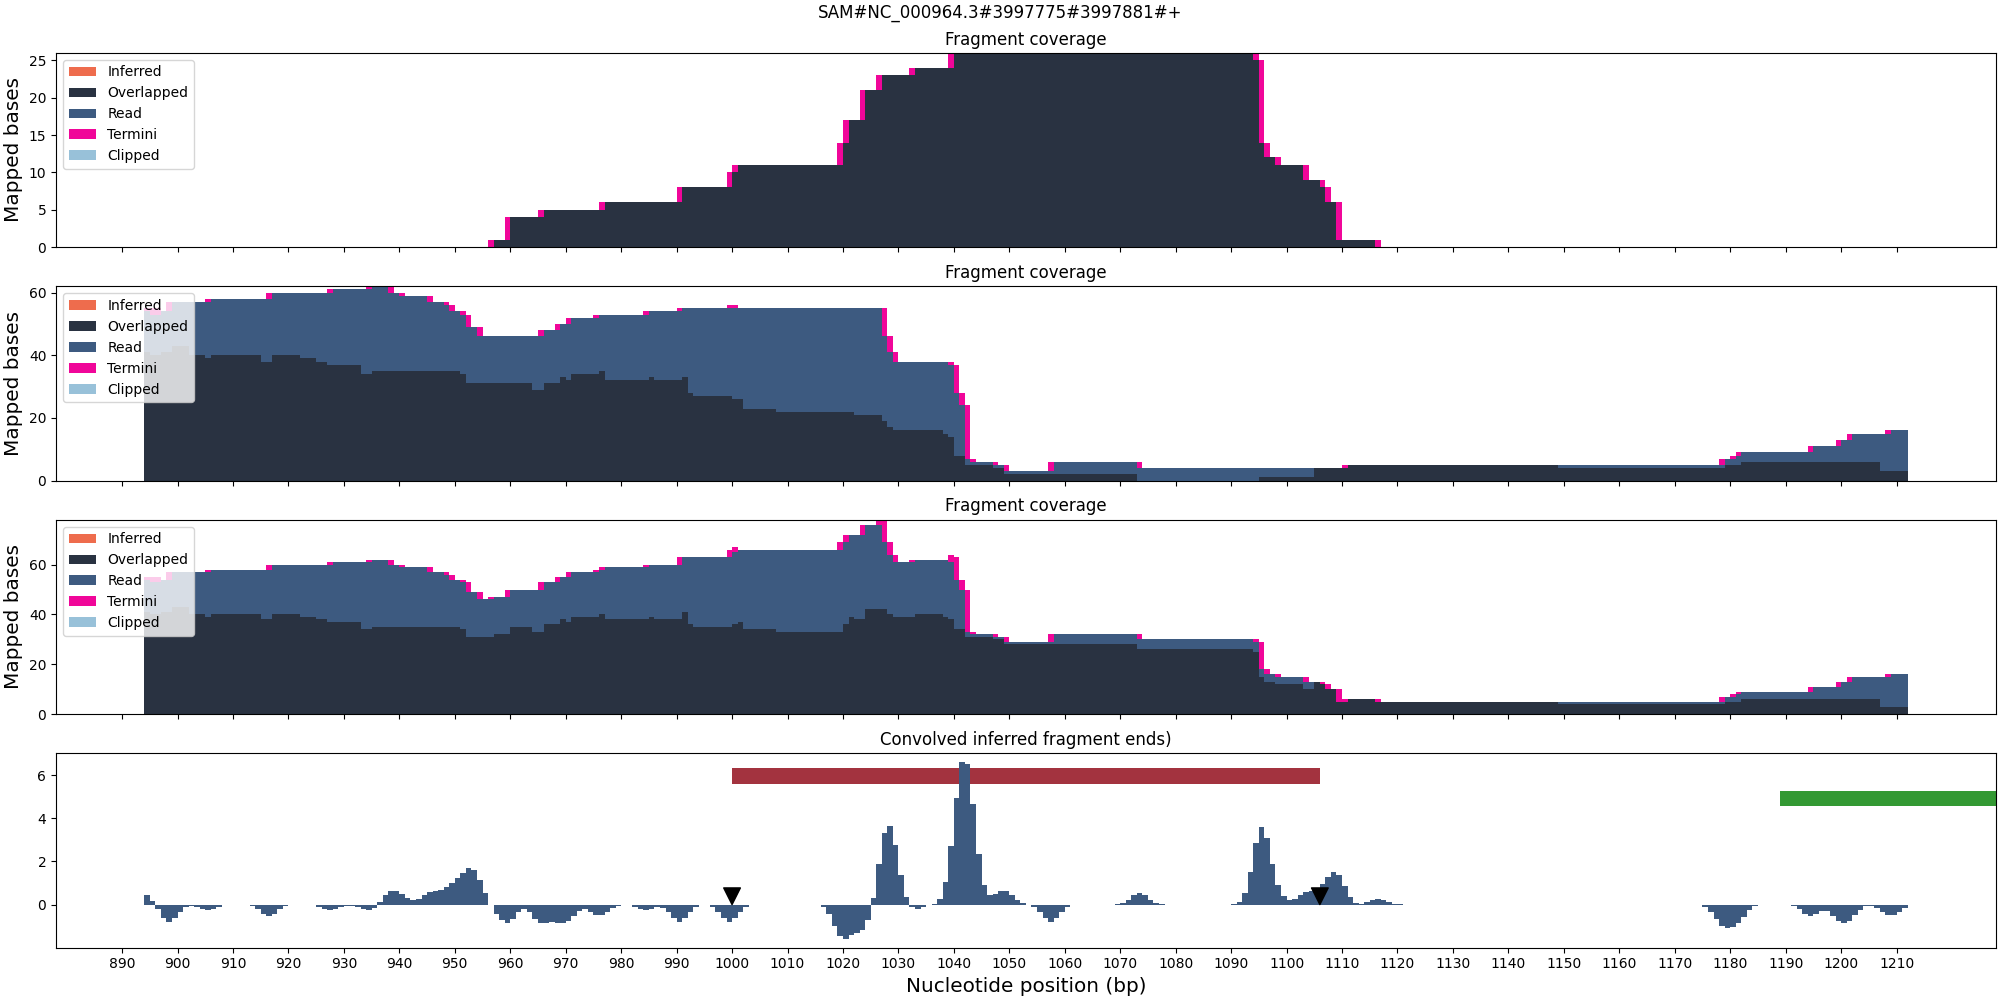 SAM#NC_000964.3#3997775#3997881#+
Fragment coverage
25
20
15
10
5
0
Mapped bases
Inferred
Overlapped
Read
Termini
Clipped
Fragment coverage
60
40
20
0
Mapped bases
Inferred
Overlapped
Read
Termini
Clipped
Fragment coverage
60
40
20
0
Mapped bases
Inferred
Overlapped
Read
Termini
Clipped
Convolved inferred fragment ends)
6
4
2
0
890 900 910 920 930 940 950 960 970 980 990 1000 1010 1020 1030 1040 1050 1060 1070 1080 1090 1100 1110 1120 1130 1140 1150 1160 1170 1180 1190 1200 1210
Nucleotide position (bp)